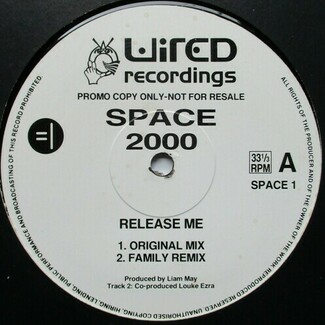 WIRED
recordings
PROMO COPY ONLY-NOT FOR RESALE
SPACE
2000
33⅓
RPM
A
SPACE 1
RELEASE ME
1. ORIGINAL MIX
2. FAMILY REMIX
Produced by Liam May
Track 2: Co-produced Louke Ezra
ALL RIGHTS OF THE PRODUCER AND OF THE OWNER OF THE WORK REPRODUCED RESERVED. UNAUTHORISED COPYING, HIRING, LENDING, PUBLIC PERFORMANCE AND BROADCASTING OF THIS RECORD PROHIBITED.